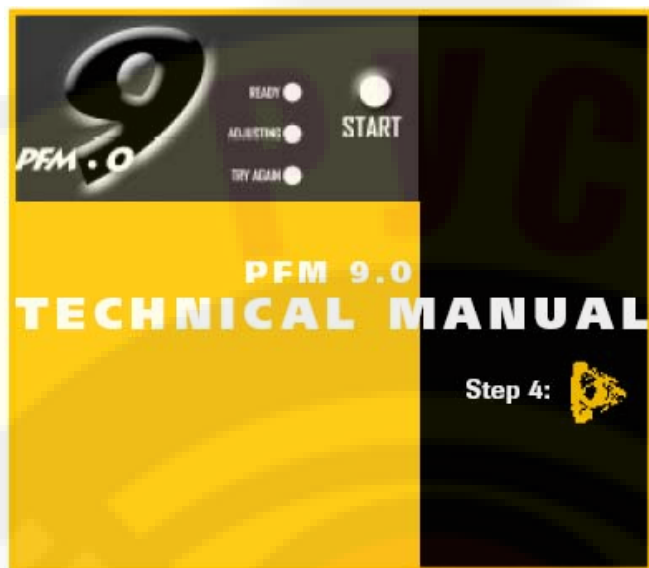 9
PFM.0
READY
ADJUSTING
START
TRY AGAIN
PFM 9.0
TECHNICAL MANUAL
Step 4: